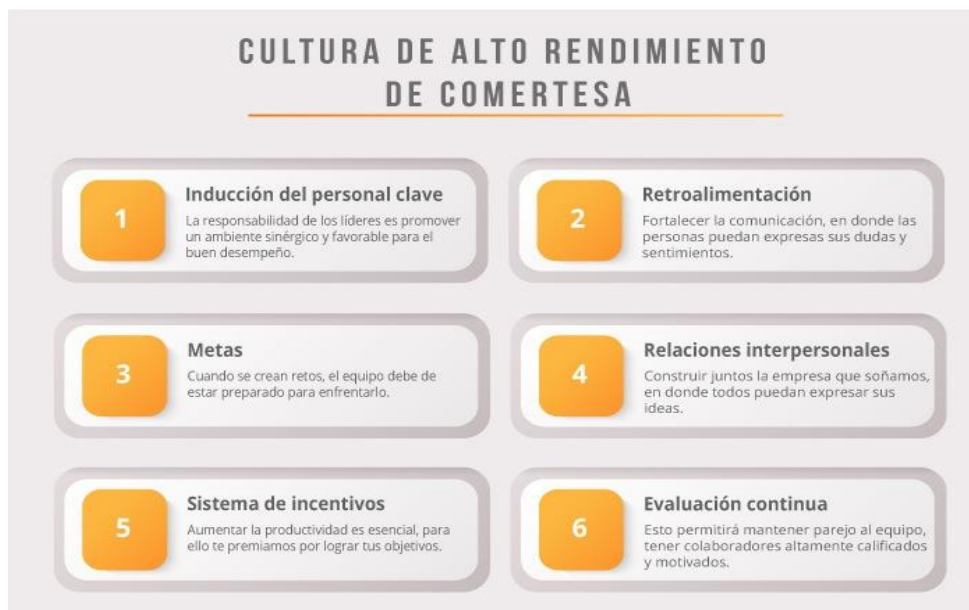 CULTURA DE ALTO RENDIMIENTO
DE COMERTESA
1
Inducción del personal clave
La responsabilidad de los líderes es promover
un ambiente sinérgico y favorable para el
buen desempeño.
2
Retroalimentación
Fortalecer la comunicación, en donde las
personas puedan expresas sus dudas y
sentimientos.
3
Metas
Cuando se crean retos, el equipo debe de
estar preparado para enfrentarlo.
4
Relaciones interpersonales
Construir juntos la empresa que soñamos,
en donde todos puedan expresar sus
ideas.
5
Sistema de incentivos
Aumentar la productividad es esencial, para
ello te premiamos por lograr tus objetivos.
6
Evaluación continua
Esto permitirá mantener parejo al equipo,
tener colaboradores altamente calificados
y motivados.